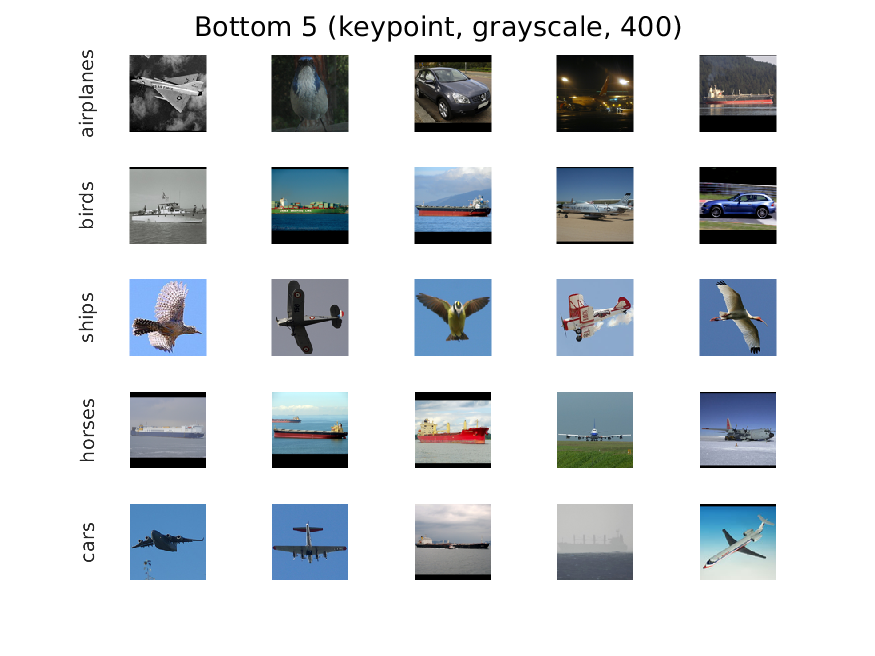 Bottom 5 (keypoint, grayscale, 400)
airplanes
birds
ships
horses
cars